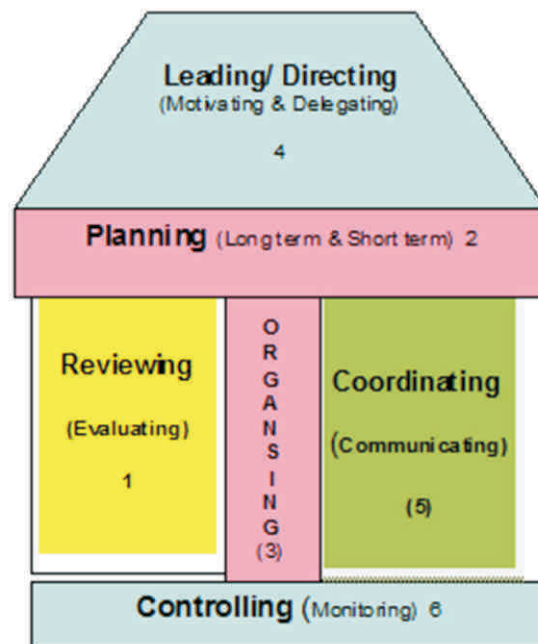 Leading/ Directing
(Motivating & Delegating)
4
Planning (Long term & Short term) 2
Reviewing
(Evaluating)
1
O
R
G
A
N
S
I
N
G
(3)
Coordinating
(Communicating)
(5)
Controlling (Monitoring) 6